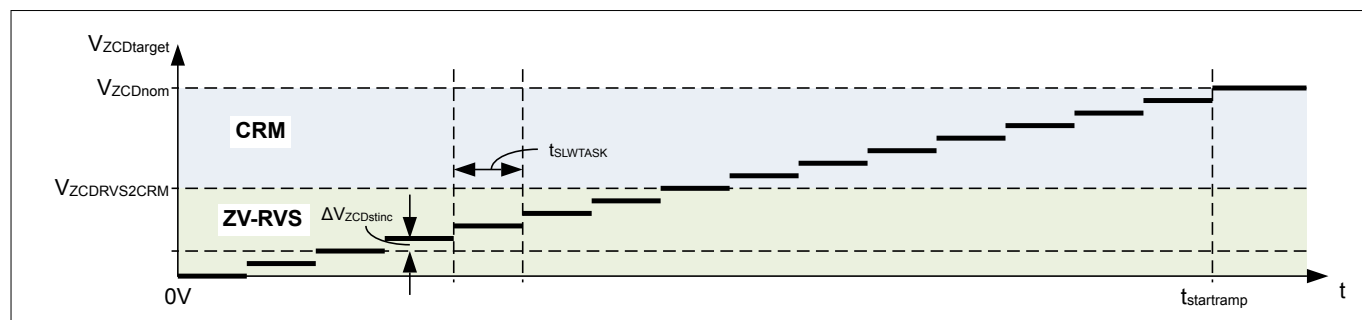 VZCDtarget
VZCDnom
CRM
tSLWTASK
VZCDRVS2CRM
ZV-RVS
ΔVZCDstinc
0V
tstartramp
t